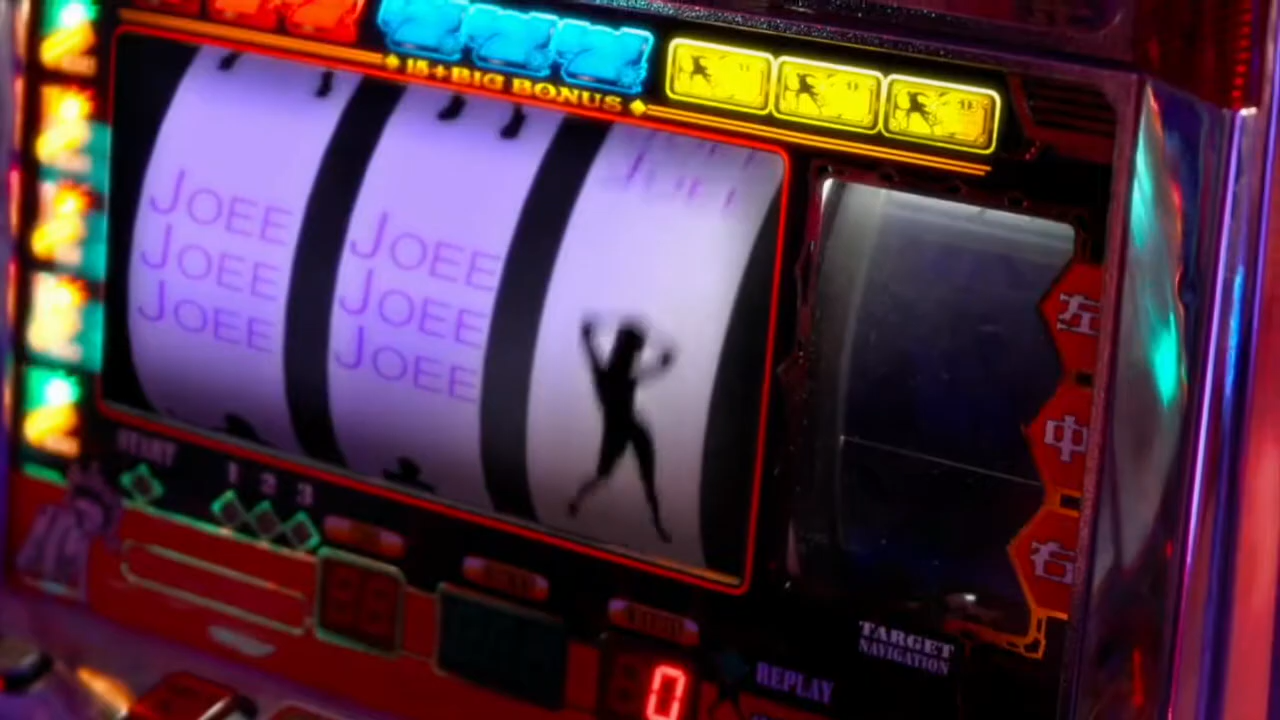 15+BIG BONUS
JOEE
JOEE
JOEE
JOEE
JOEE
JOEE
左
中
右
START
1 2 3
TARGET
NAVIGATION
REPLAY
0